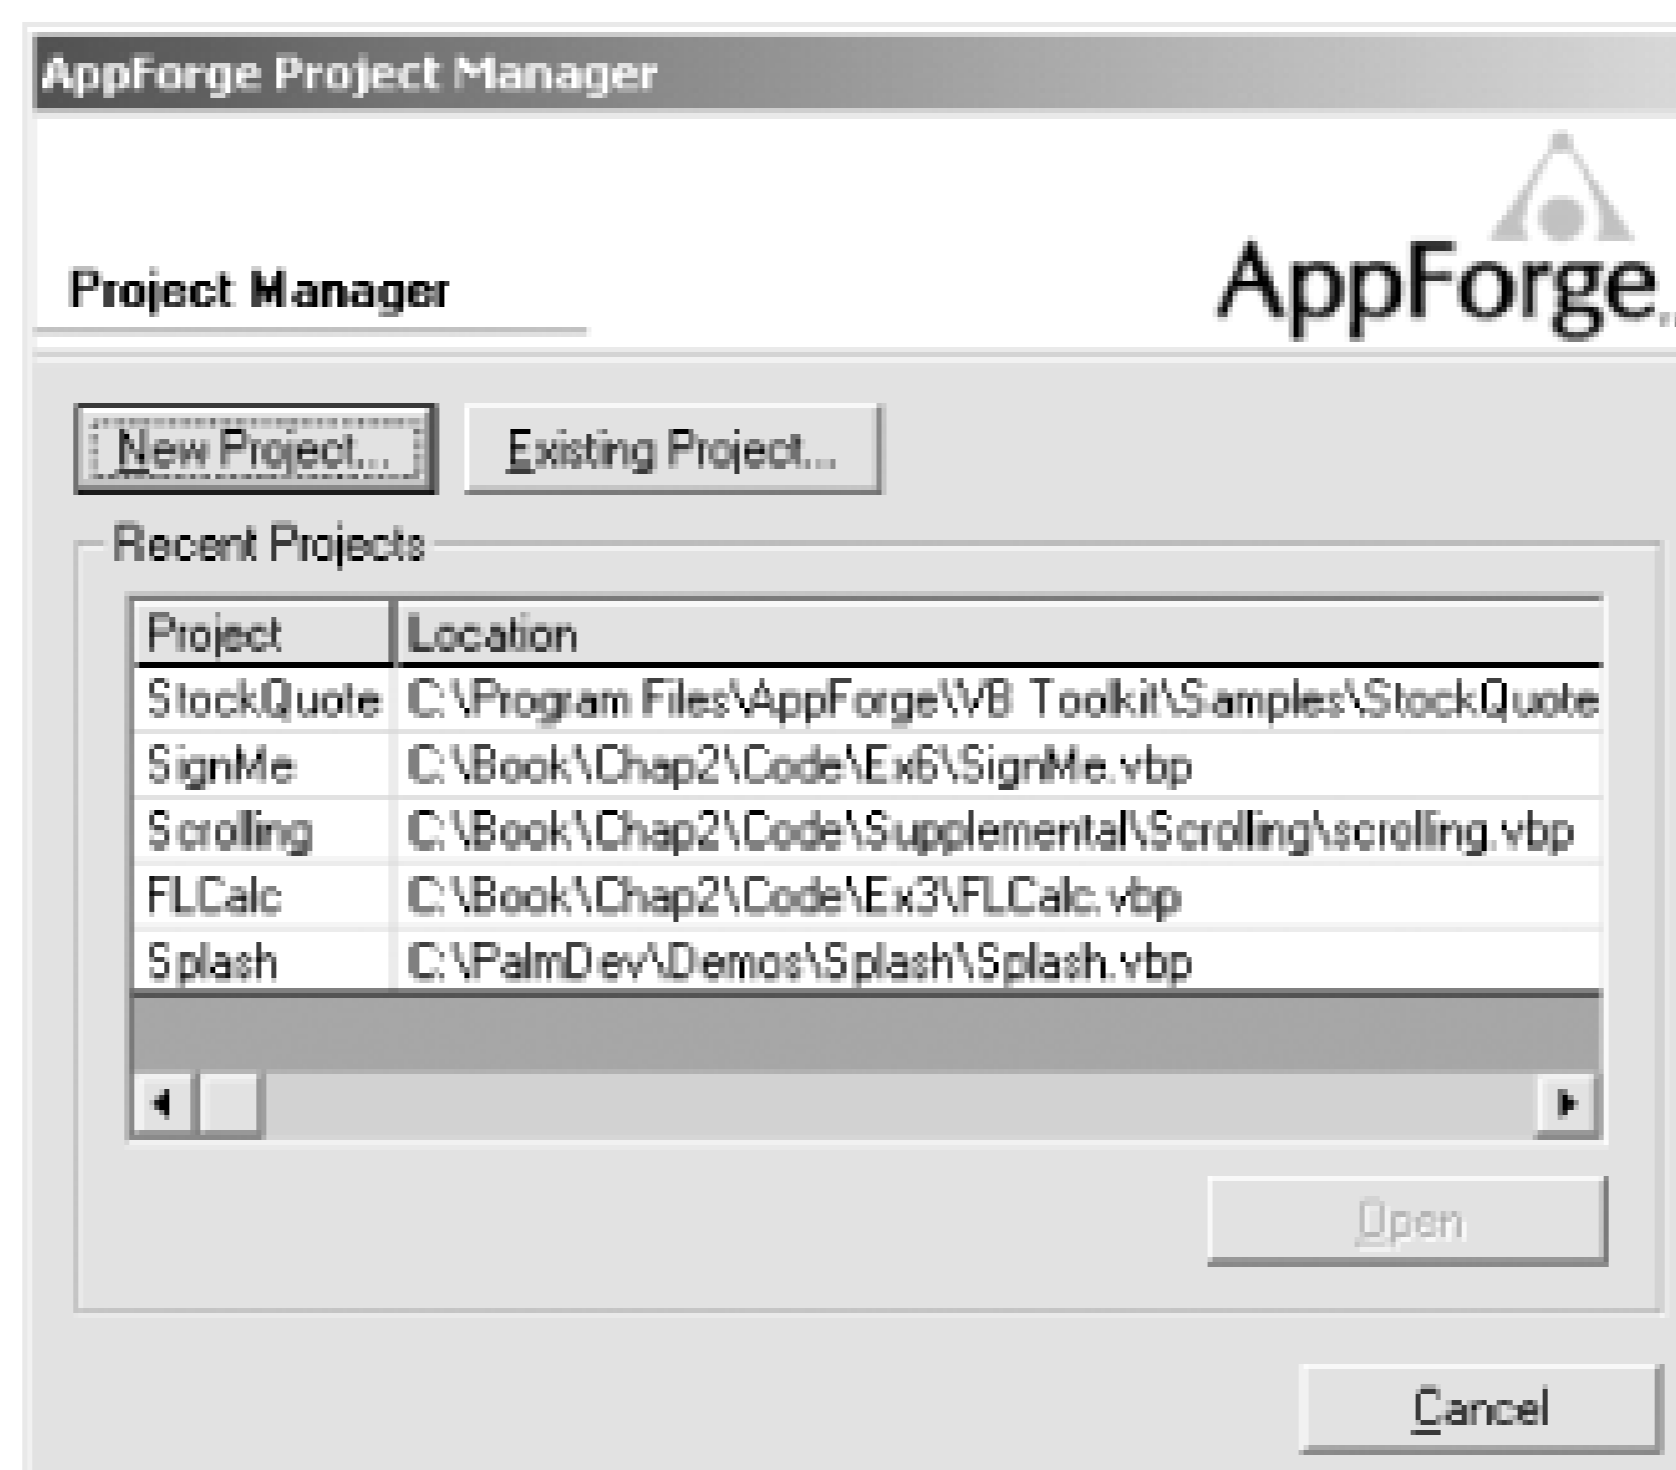 AppForge Project Manager
AppForge
Project Manager
New Project... Existing Project...
Recent Projects
Project Location
StockQuote C:\Program Files\AppForge\VB Toolkit\Samples\StockQuote
SignMe C:\Book\Chap2\Code\Ex6\SignMe.vbp
Scrolling C:\Book\Chap2\Code\Supplemental\Scrolling\scrolling.vbp
FLCalc C:\Book\Chap2\Code\Ex3\FLCalc.vbp
Splash C:\PalmDev\Demos\Splash\Splash.vbp
Open
Cancel